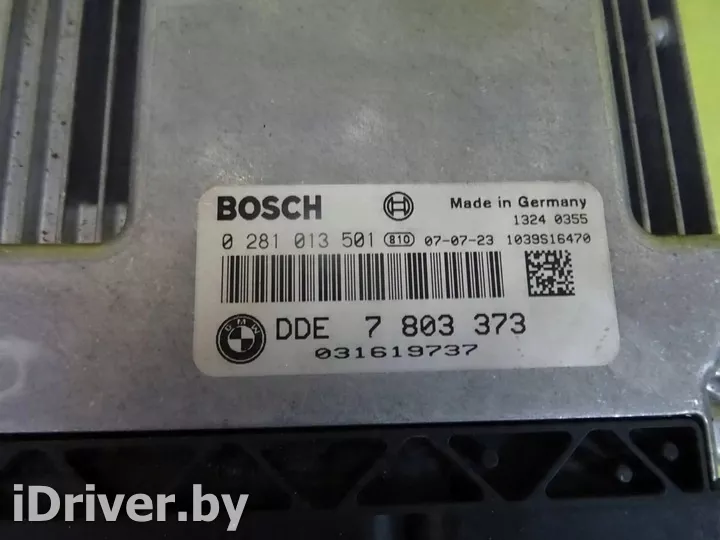 BOSCH
Made in Germany
1324 0355
0 281 013 501 810 07-07-23 1039S16470
BMW
DDE 7 803 373
031619737
iDriver.by